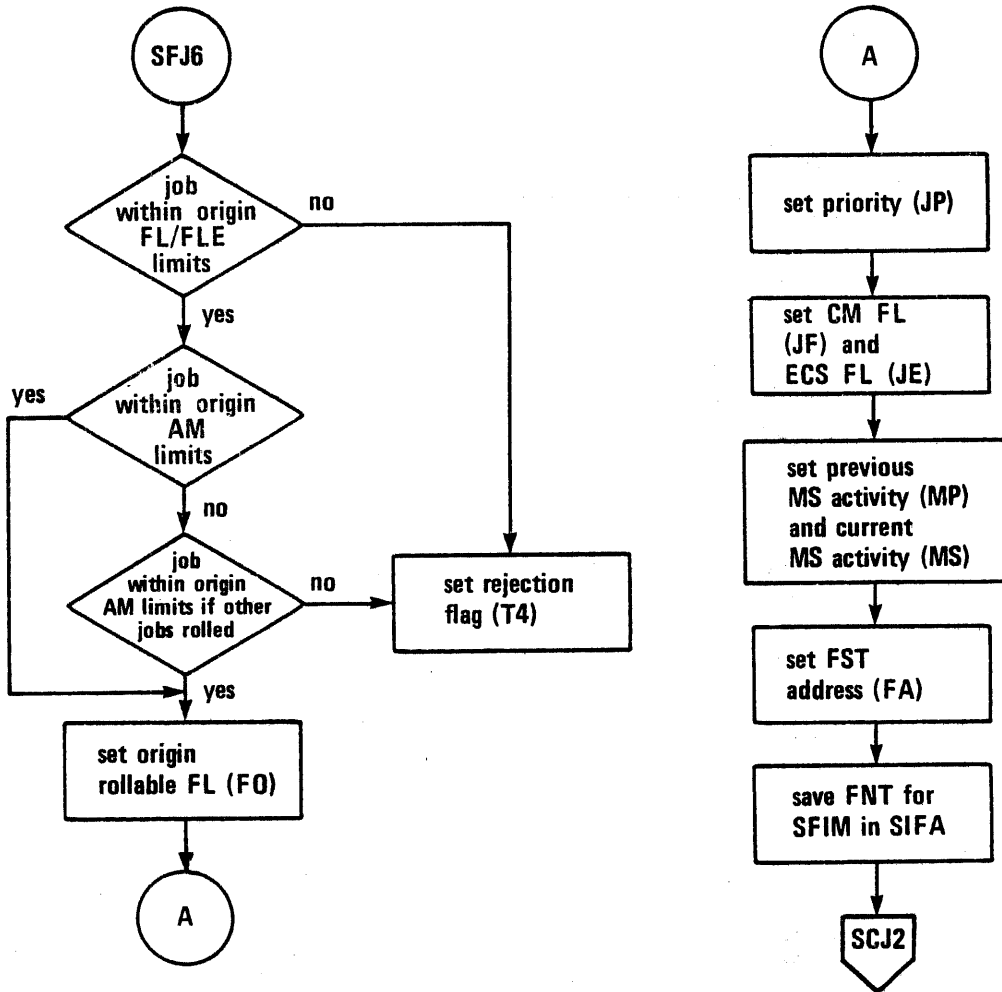 SFJ6
job
within origin
FL/FLE
limits
no
yes
job
within origin
AM
limits
yes
no
job
within origin
AM limits if other
jobs rolled
no
set rejection
flag (T4)
yes
set origin
rollable FL (FO)
A
A
set priority (JP)
set CM FL
(JF) and
ECS FL (JE)
set previous
MS activity (MP)
and current
MS activity (MS)
set FST
address (FA)
save FNT for
SFIM in SIFA
SCJ2